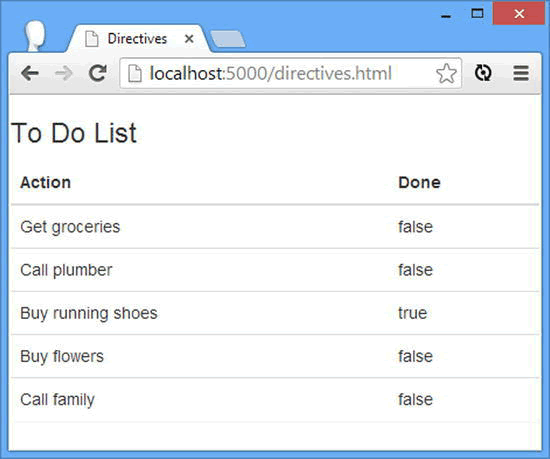 Directives
localhost:5000/directives.html
To Do List
Action Done
Get groceries false
Call plumber false
Buy running shoes true
Buy flowers false
Call family false